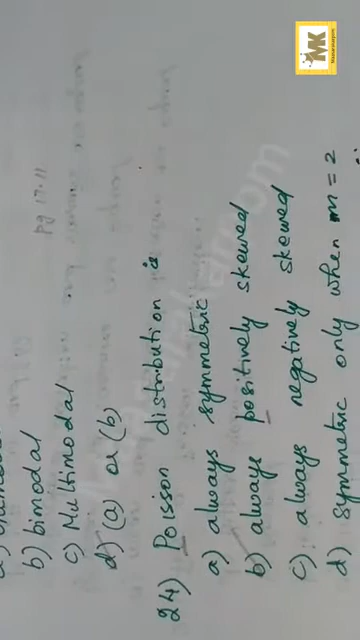 b) bimodal
c) Multimodal
d) (a) or (b)
Pg 17.11
24) Poisson distribution is
a) always symmetric
b) always positively skewed
c) always negatively skewed
d) symmetric only when m = 2
MK